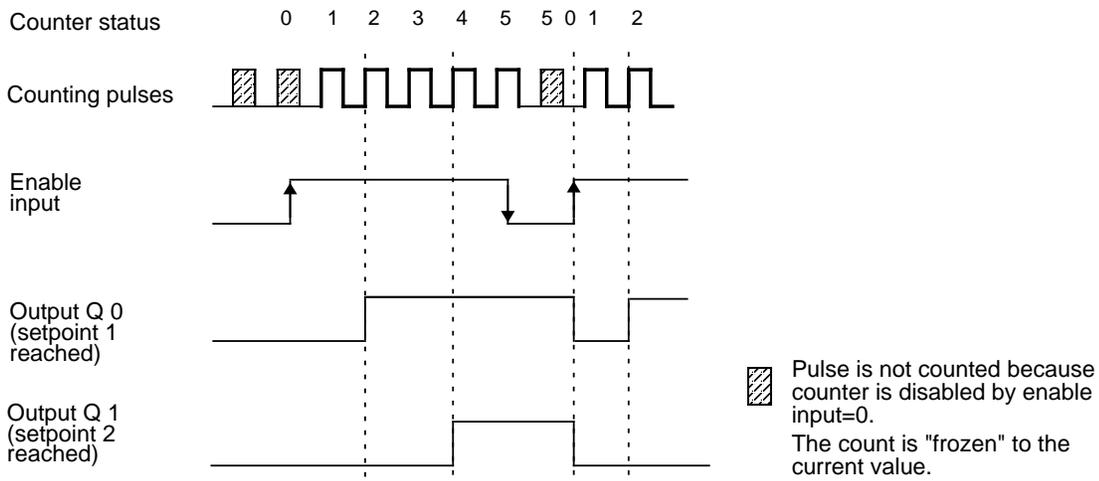 Counter status 0 1 2 3 4 5 5 0 1 2
Counting pulses
Enable
input
Output Q 0
(setpoint 1
reached)
Output Q 1
(setpoint 2
reached)
Pulse is not counted because
counter is disabled by enable
input=0.
The count is "frozen" to the
current value.